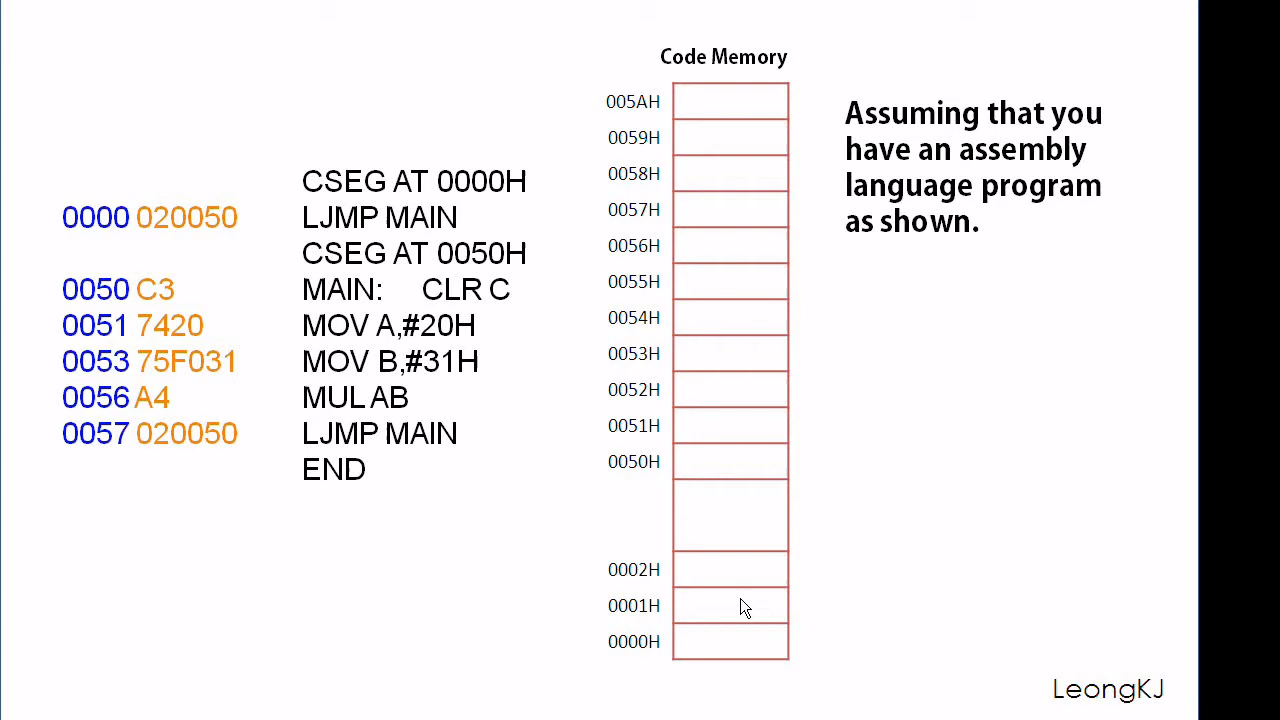 Code Memory
CSEG AT 0000H
0000 020050 LJMP MAIN
CSEG AT 0050H
0050 C3 MAIN: CLR C
0051 7420 MOV A,#20H
0053 75F031 MOV B,#31H
0056 A4 MUL AB
0057 020050 LJMP MAIN
END
005AH
0059H
0058H
0057H
0056H
0055H
0054H
0053H
0052H
0051H
0050H
0002H
0001H
0000H
Assuming that you
have an assembly
language program
as shown.
LeongKJ